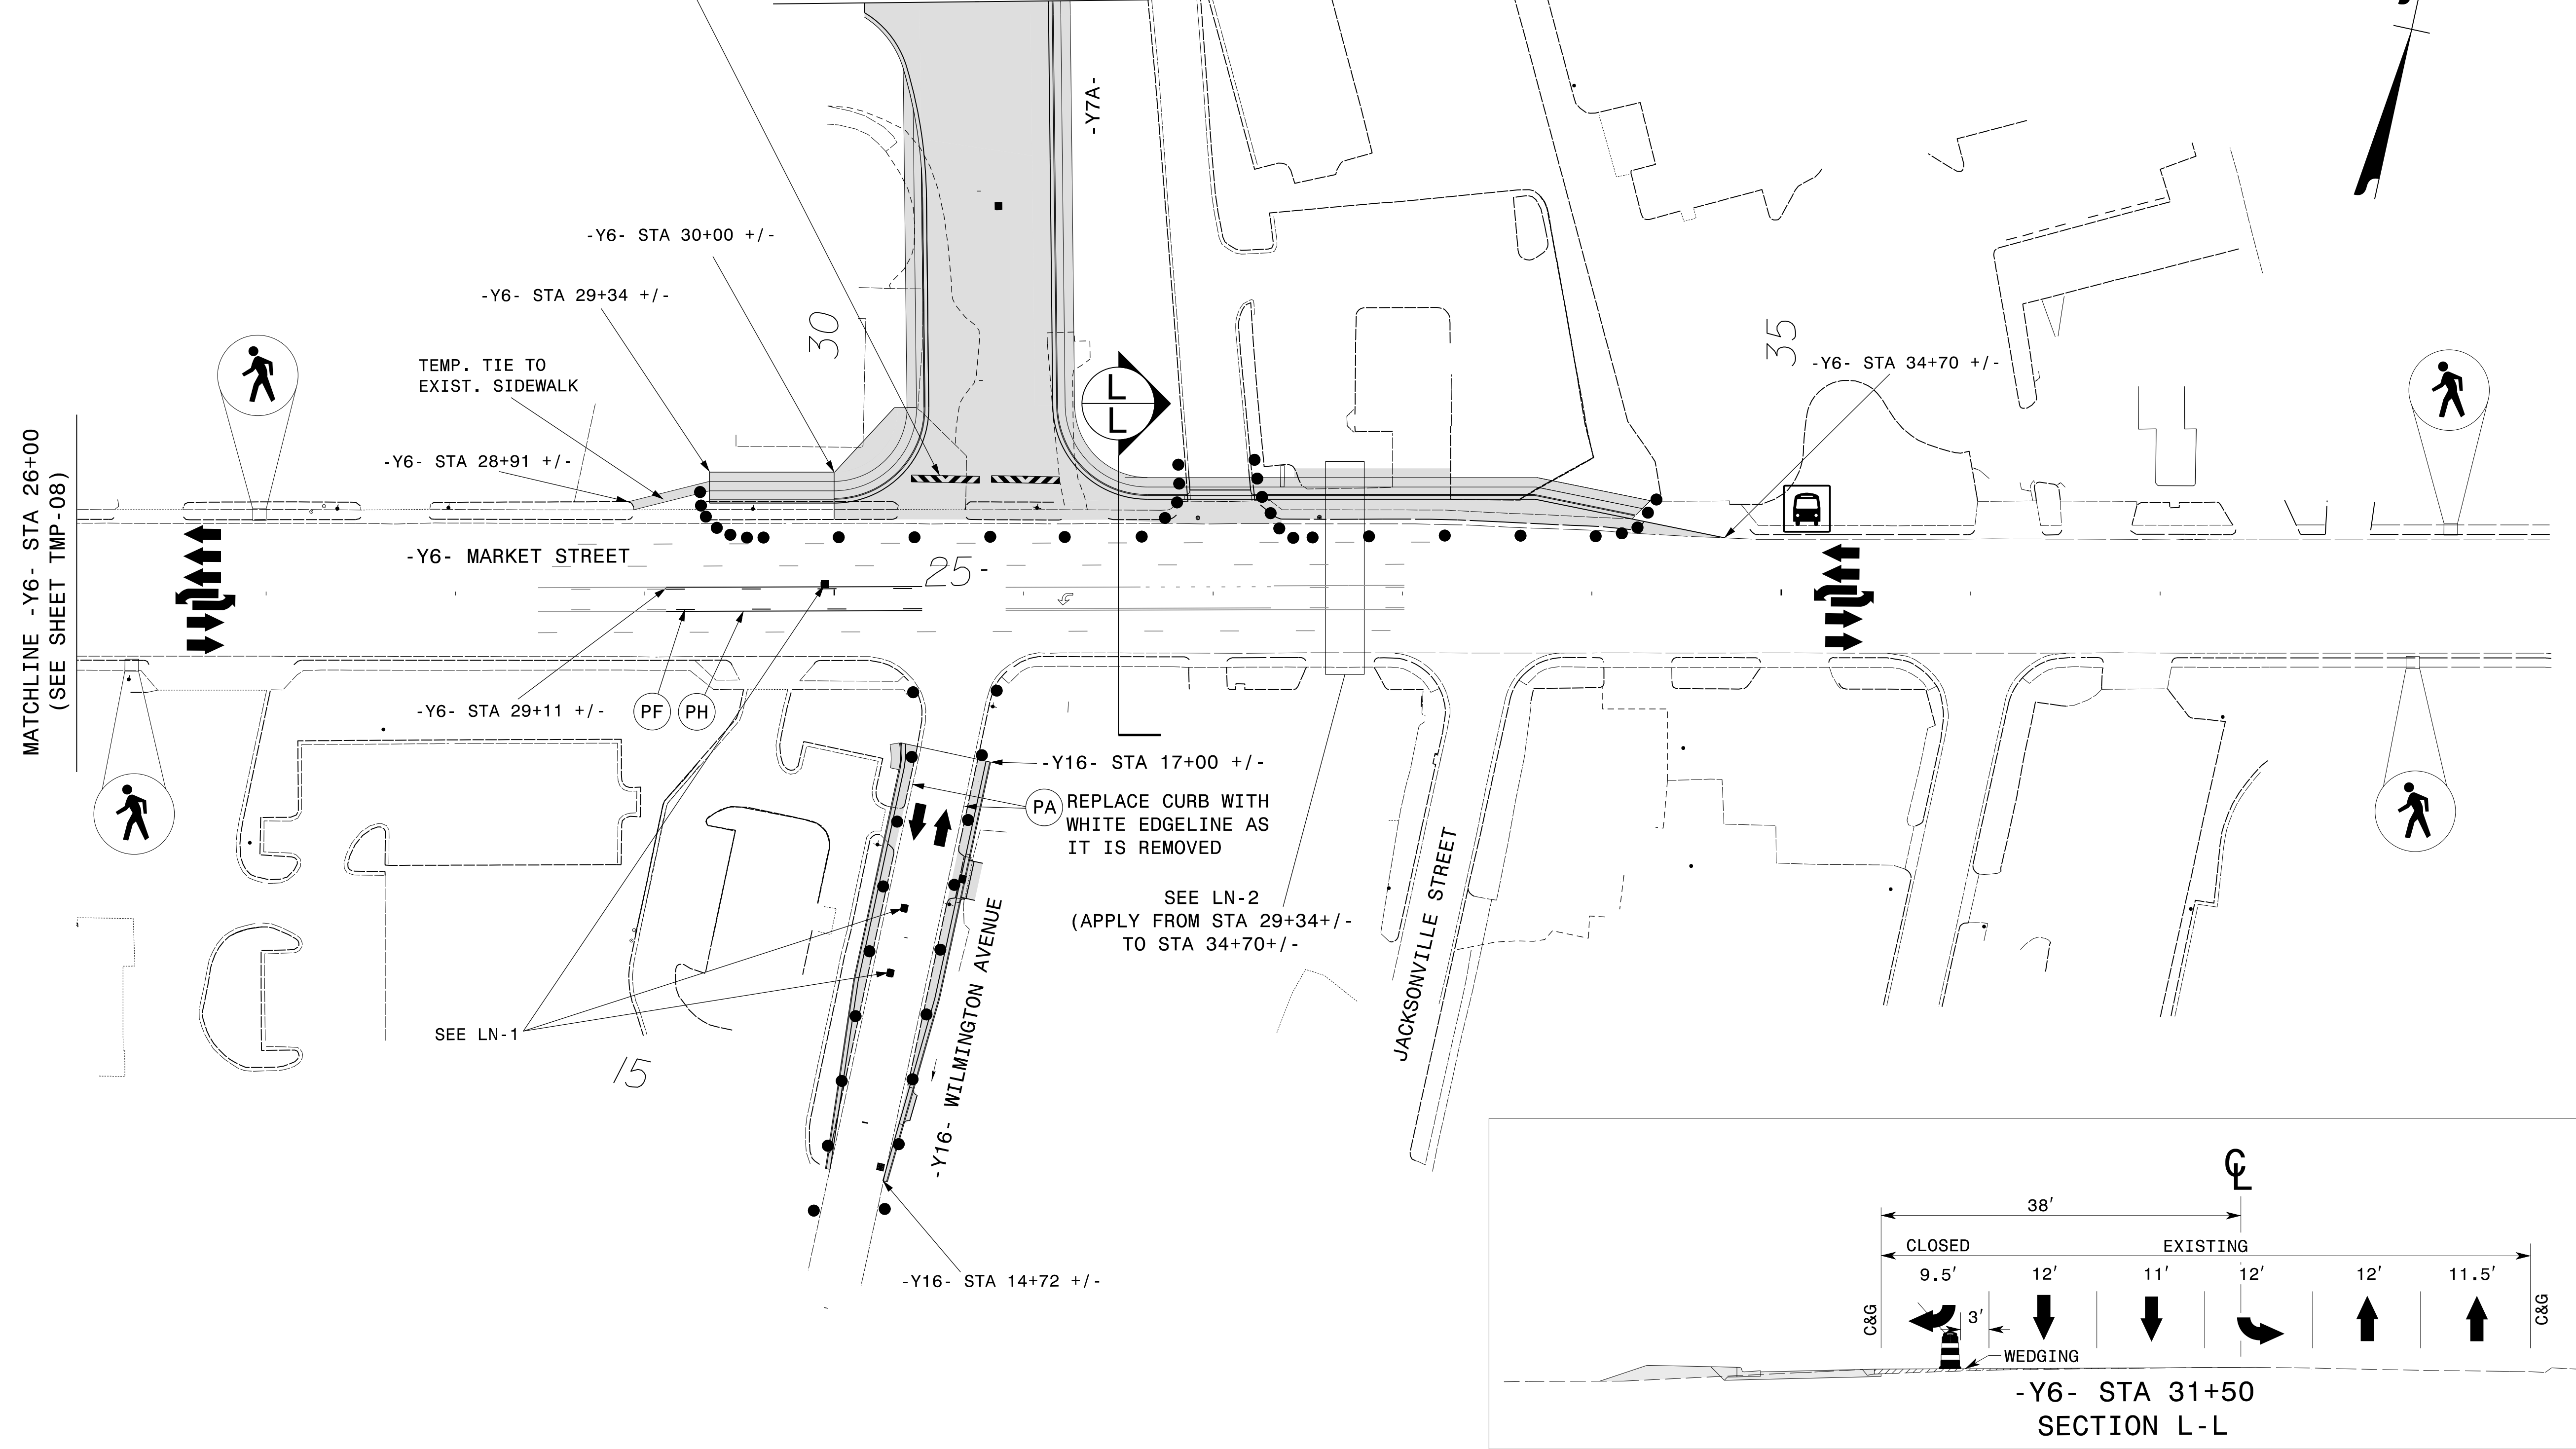 -Y7A-
-Y6- STA 30+00 +/-
-Y6- STA 29+34 +/-
30
35
TEMP. TIE TO
EXIST. SIDEWALK
-Y6- STA 34+70 +/-
L
L
-Y6- STA 28+91 +/-
MATCHLINE -Y6- STA 26+00
(SEE SHEET TMP-08)
-Y6- MARKET STREET
25
-Y6- STA 29+11 +/-
PF
PH
-Y16- STA 17+00 +/-
PA
REPLACE CURB WITH
WHITE EDGELINE AS
IT IS REMOVED
SEE LN-2
(APPLY FROM STA 29+34+/-
TO STA 34+70+/-
JACKSONVILLE STREET
-Y16- WILMINGTON AVENUE
SEE LN-1
15
-Y16- STA 14+72 +/-
CL
38'
CLOSED
EXISTING
9.5'
12'
11'
12'
12'
11.5'
C&G
3'
C&G
WEDGING
-Y6- STA 31+50
SECTION L-L